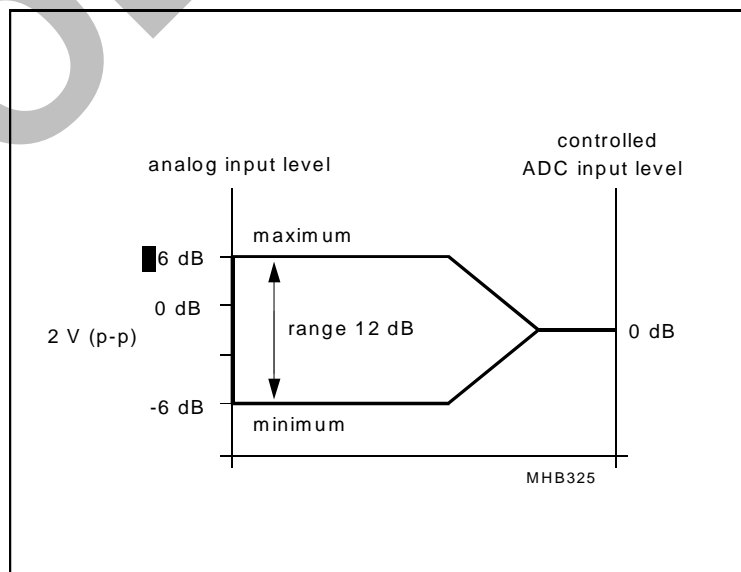 controlled
analog input level
ADC input level
maximum
6 dB
0 dB
range 12 dB
2 V (p-p)
0 dB
-6 dB
minimum
MHB325